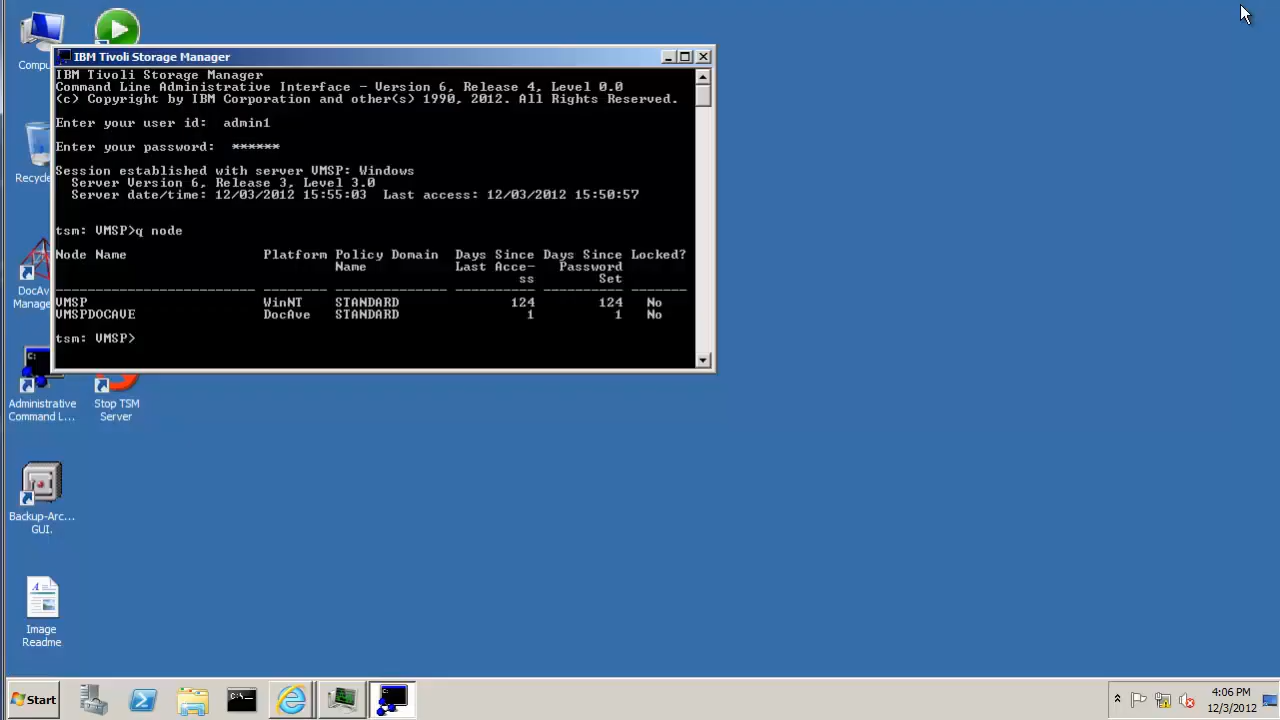 IBM Tivoli Storage Manager
IBM Tivoli Storage Manager
Command Line Administrative Interface - Version 6, Release 4, Level 0.0
(c) Copyright by IBM Corporation and other(s) 1990, 2012. All Rights Reserved.
Enter your user id:  admin1
Enter your password:  ******
Session established with server VMSP: Windows
Server Version 6, Release 3, Level 3.0
Server date/time: 12/03/2012 15:55:03  Last access: 12/03/2012 15:50:57
tsm: VMSP>q node
Node Name Platform Policy Domain Days Since Days Since Locked?
Name Last Acce- Password
ss Set
------------------------- -------- -------------- ---------- ---------- -------
VMSP WinNT STANDARD 124 124 No
VMSPDOCAVE DocAve STANDARD 1 1 No
tsm: VMSP>
Compu
Recycle
DocAv
Manage
C:
Administrative
Command L...
Stop TSM
Server
Backup-Arc...
GUI.
Image
Readme
Start
C:\_
C:
4:06 PM
12/3/2012